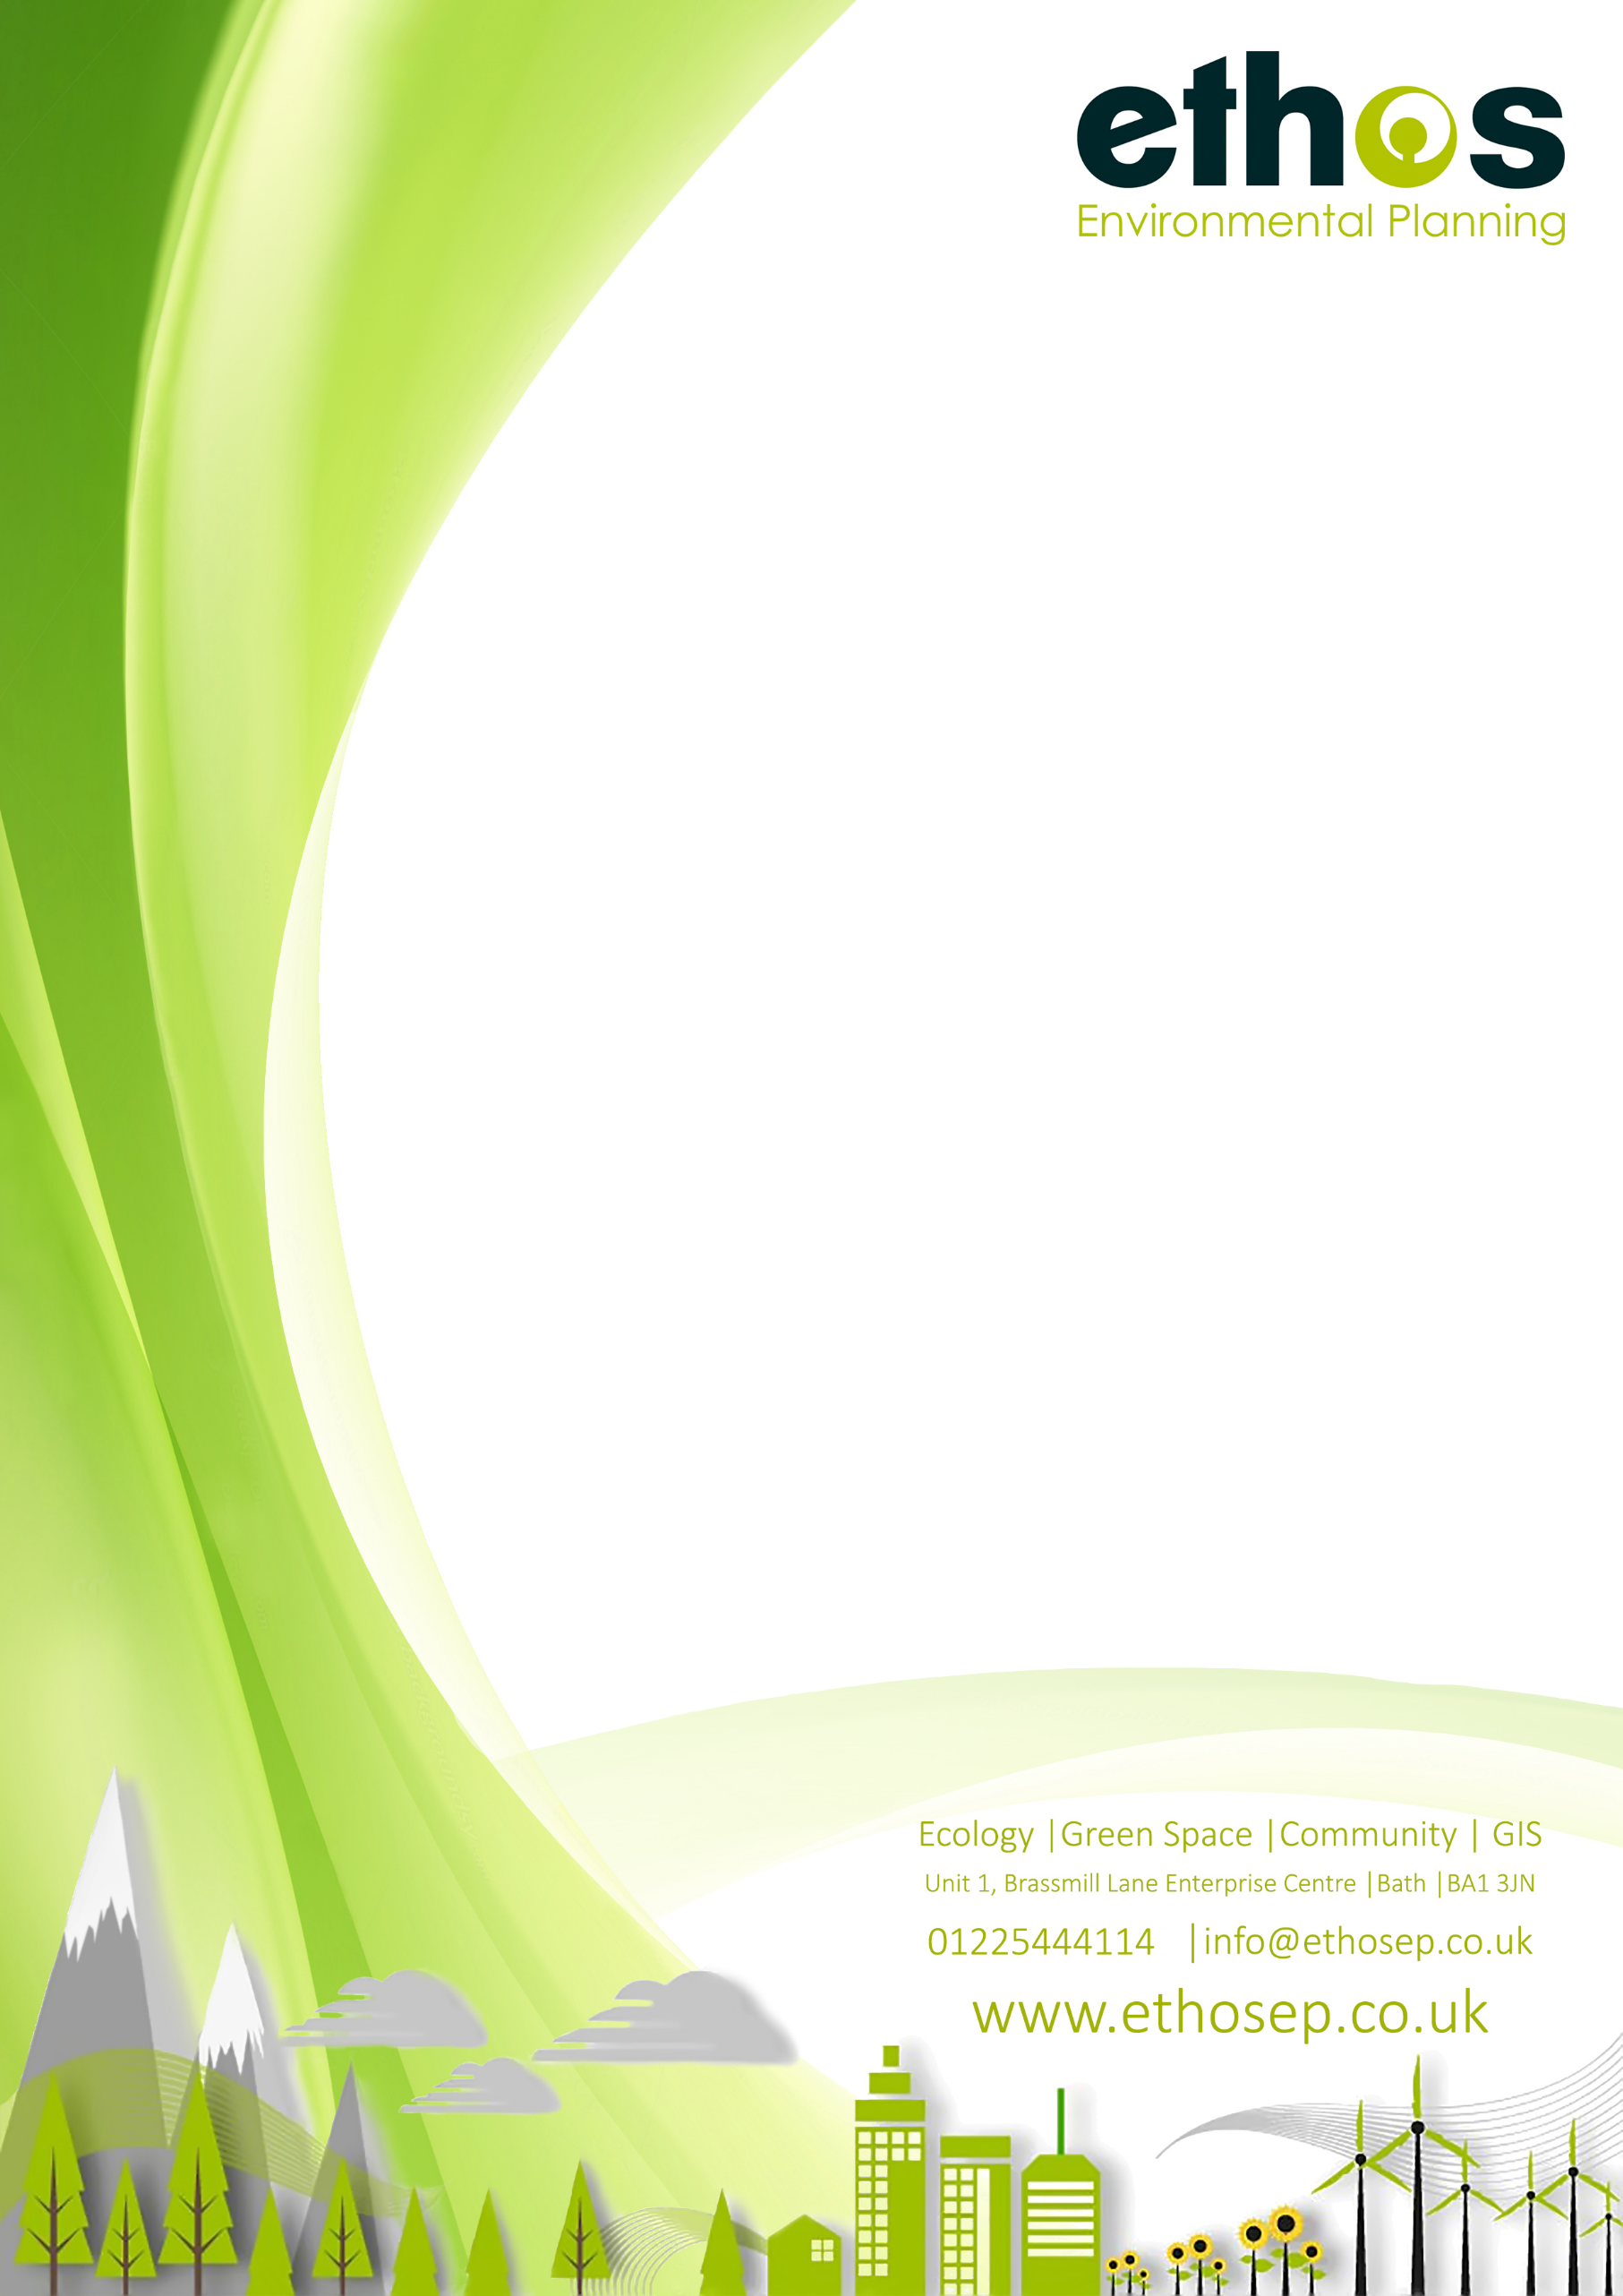 ethos
Environmental Planning
Ecology |Green Space |Community | GIS
Unit 1, Brassmill Lane Enterprise Centre |Bath |BA1 3JN
01225444114 |info@ethosep.co.uk
www.ethosep.co.uk